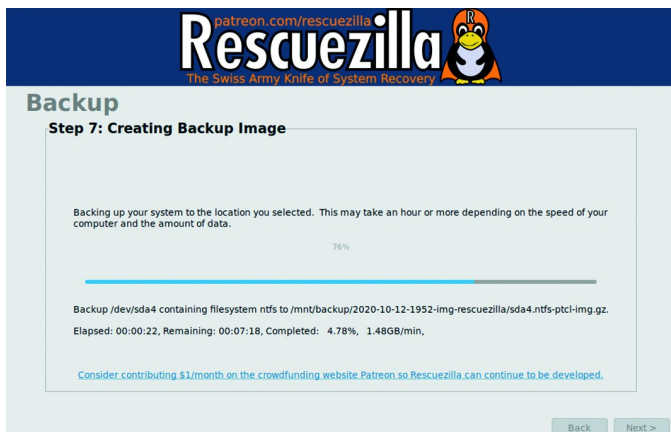 patreon.com/rescuezilla
Rescuezilla
R
The Swiss Army Knife of System Recovery
Backup
Step 7: Creating Backup Image
Backing up your system to the location you selected. This may take an hour or more depending on the speed of your
computer and the amount of data.
76%
Backup /dev/sda4 containing filesystem ntfs to /mnt/backup/2020-10-12-1952-img-rescuezilla/sda4.ntfs-ptcl-img.gz.
Elapsed: 00:00:22, Remaining: 00:07:18, Completed: 4.78%, 1.48GB/min,
Consider contributing $1/month on the crowdfunding website Patreon so Rescuezilla can continue to be developed.
Back Next >